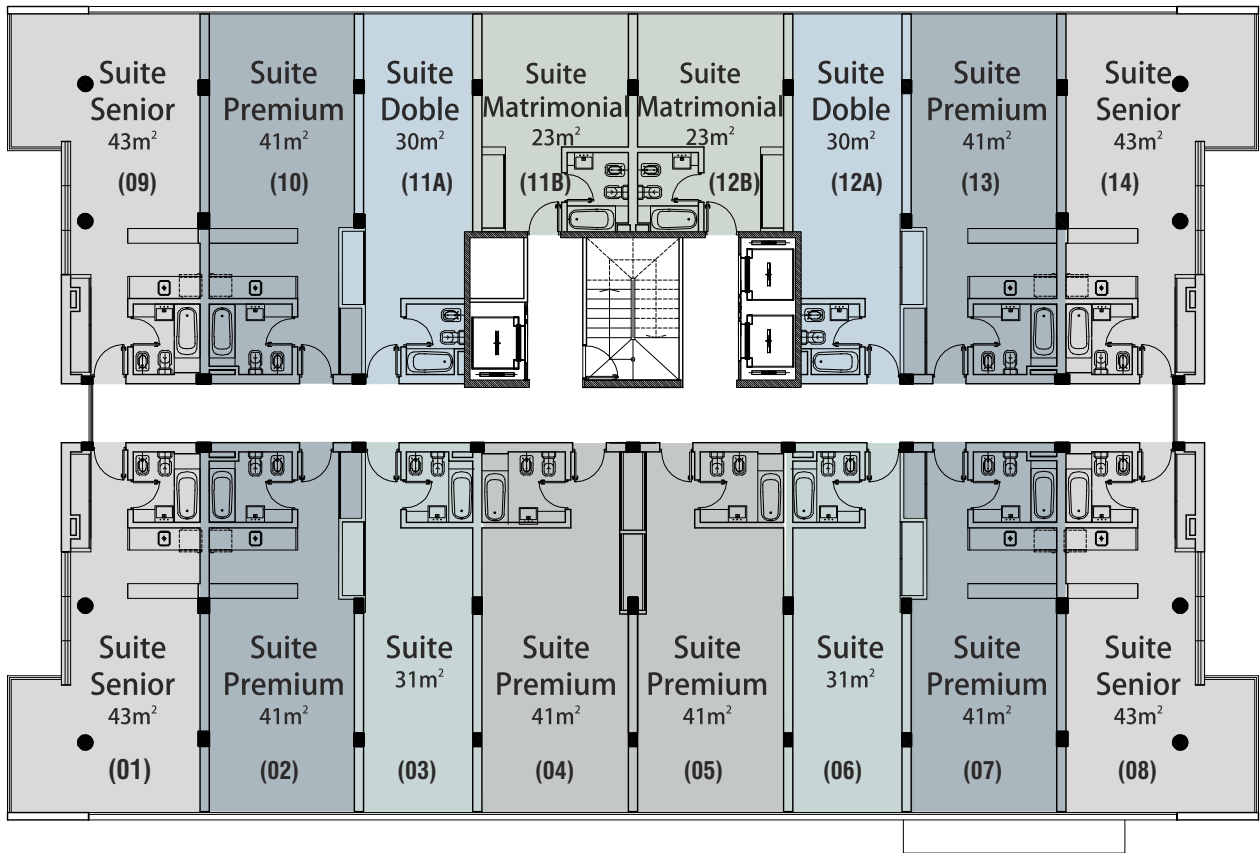 Suite
Senior
43m²
(09)
Suite
Premium
41m²
(10)
Suite
Doble
30m²
(11A)
Suite
Matrimonial
23m²
(11B)
Suite
Matrimonial
23m²
(12B)
Suite
Doble
30m²
(12A)
Suite
Premium
41m²
(13)
Suite
Senior
43m²
(14)
Suite
Senior
43m²
(01)
Suite
Premium
41m²
(02)
Suite
31m²
(03)
Suite
Premium
41m²
(04)
Suite
Premium
41m²
(05)
Suite
31m²
(06)
Suite
Premium
41m²
(07)
Suite
Senior
43m²
(08)